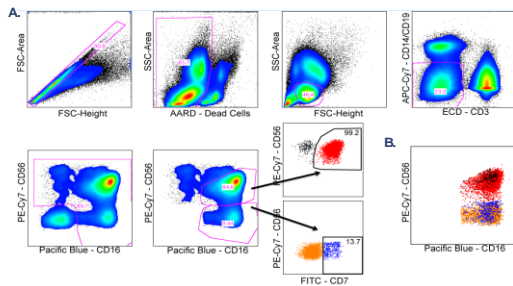 A.
FSC-Area
FSC-Height
SSC-Area
AARD - Dead Cells
SSC-Area
FSC-Height
APC-Cy7 - CD14/CD19
ECD - CD3
PE-Cy7 - CD56
Pacific Blue - CD16
PE-Cy7 - CD56
Pacific Blue - CD16
PE-Cy7 - CD56
99.2
PE-Cy7 - CD56
13.7
FITC - CD7
B.
PE-Cy7 - CD56
Pacific Blue - CD16